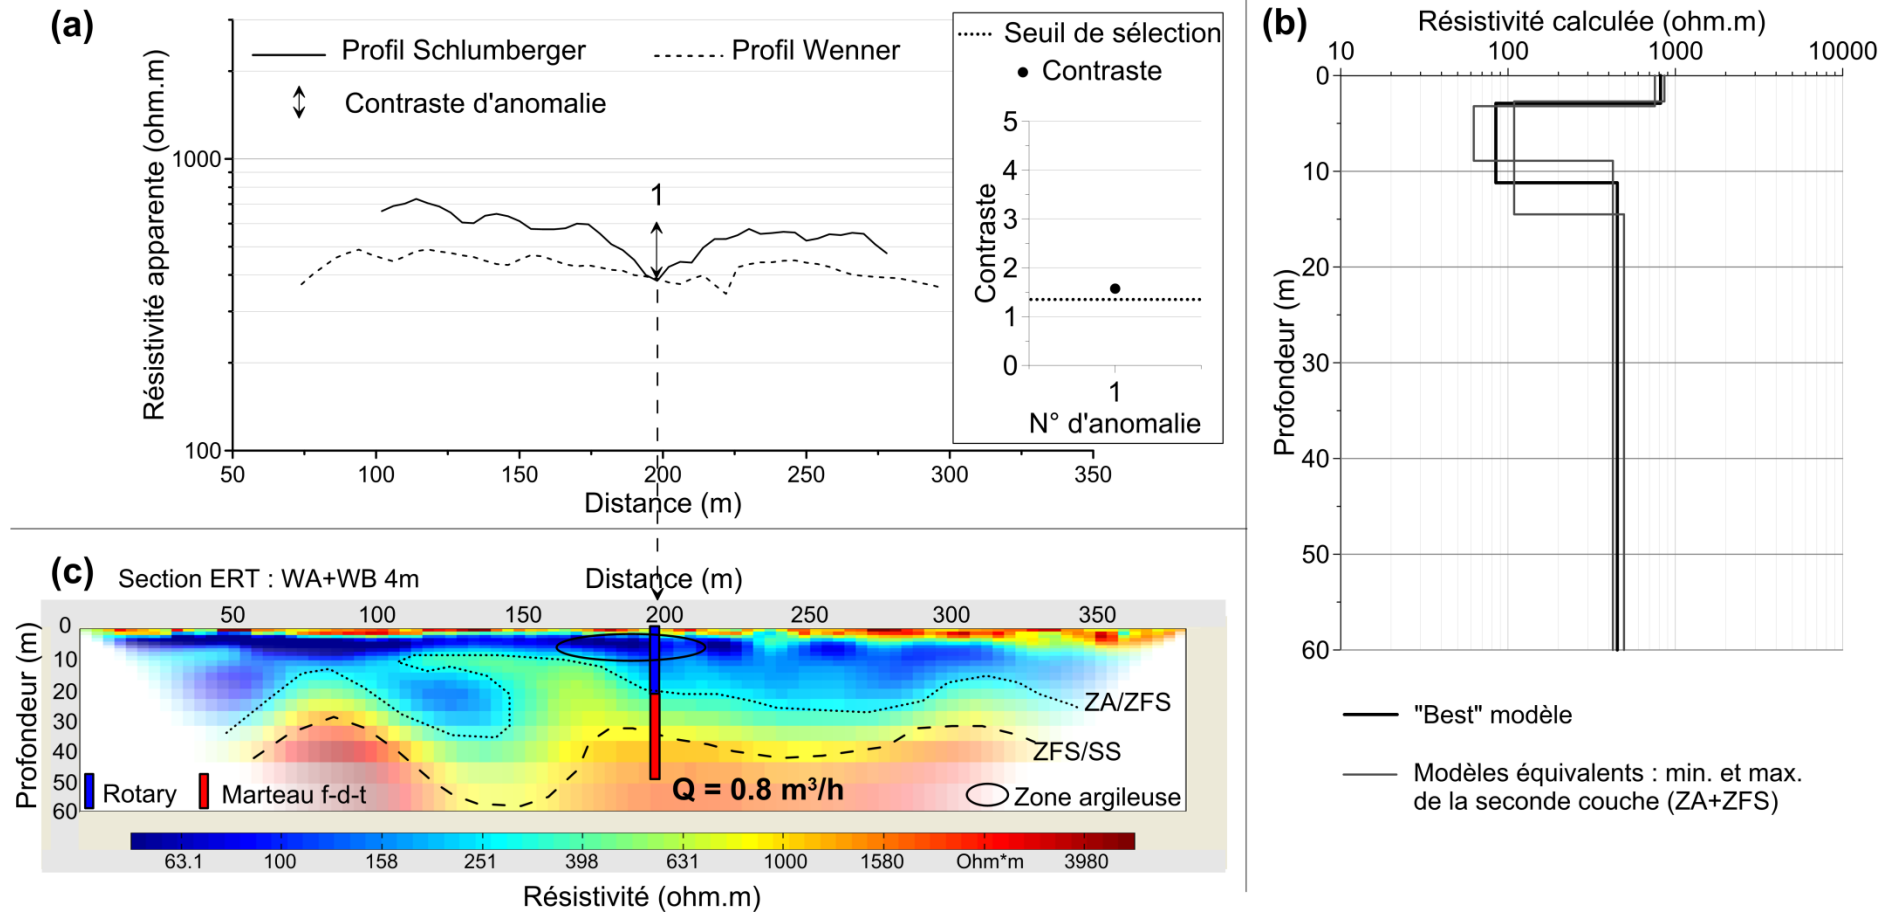 (a)
Profil Schlumberger
Profil Wenner
Contraste d'anomalie
Résistivité apparente (ohm.m)
1000
100
1
50 100 150 200 250 300 350
Distance (m)
Seuil de sélection
Contraste
Contraste
5
4
3
2
1
0
1
N° d'anomalie
(b)
Résistivité calculée (ohm.m)
10 100 1000 10000
Profondeur (m)
0
10
20
30
40
50
60
"Best" modèle
Modèles équivalents : min. et max.
de la seconde couche (ZA+ZFS)
(c)
Section ERT : WA+WB 4m
Distance (m)
50 100 150 200 250 300 350
Profondeur (m)
0
10
20
30
40
50
60
ZA/ZFS
ZFS/SS
Rotary
Marteau f-d-t
Q = 0.8 m³/h
Zone argileuse
63.1 100 158 251 398 631 1000 1580 Ohm*m 3980
Résistivité (ohm.m)